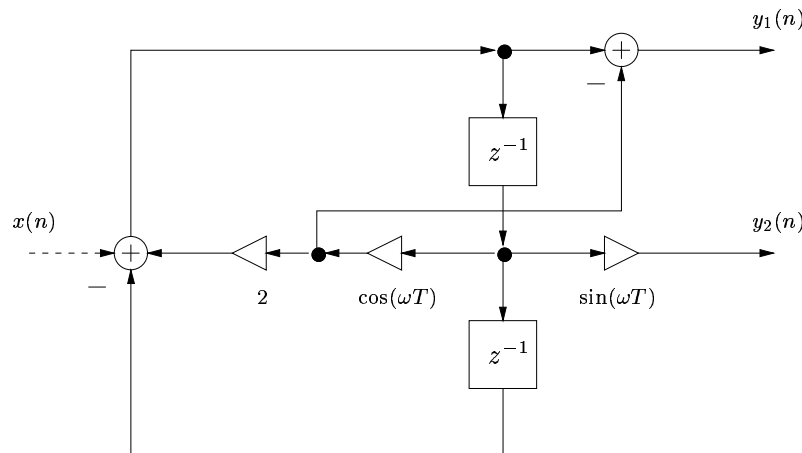 y₁(n)
+
−
z⁻¹
x(n)
y₂(n)
+
−
2
cos(ωT)
sin(ωT)
z⁻¹